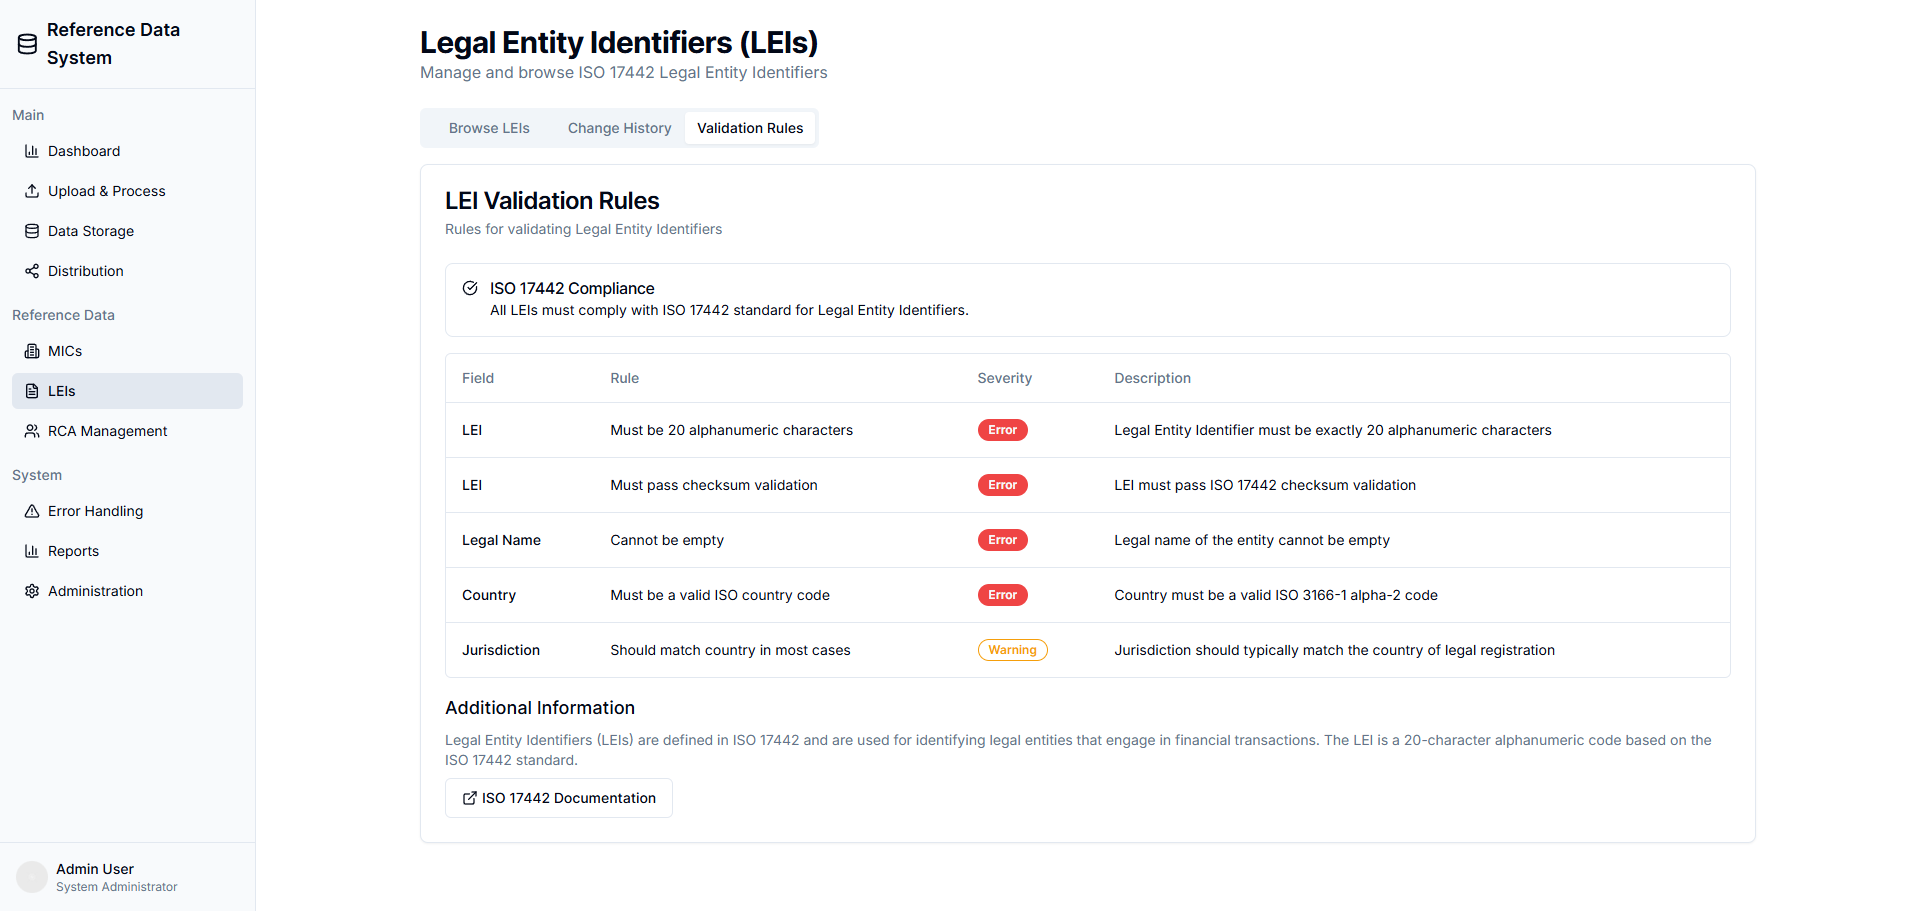 Reference Data
System
Main
Dashboard
Upload & Process
Data Storage
Distribution
Reference Data
MICs
LEIs
RCA Management
System
Error Handling
Reports
Administration
Admin User
System Administrator
Legal Entity Identifiers (LEIs)
Manage and browse ISO 17442 Legal Entity Identifiers
Browse LEIs Change History Validation Rules
LEI Validation Rules
Rules for validating Legal Entity Identifiers
ISO 17442 Compliance
All LEIs must comply with ISO 17442 standard for Legal Entity Identifiers.
Field Rule Severity Description
LEI Must be 20 alphanumeric characters Error Legal Entity Identifier must be exactly 20 alphanumeric characters
LEI Must pass checksum validation Error LEI must pass ISO 17442 checksum validation
Legal Name Cannot be empty Error Legal name of the entity cannot be empty
Country Must be a valid ISO country code Error Country must be a valid ISO 3166-1 alpha-2 code
Jurisdiction Should match country in most cases Warning Jurisdiction should typically match the country of legal registration
Additional Information
Legal Entity Identifiers (LEIs) are defined in ISO 17442 and are used for identifying legal entities that engage in financial transactions. The LEI is a 20-character alphanumeric code based on the
ISO 17442 standard.
ISO 17442 Documentation